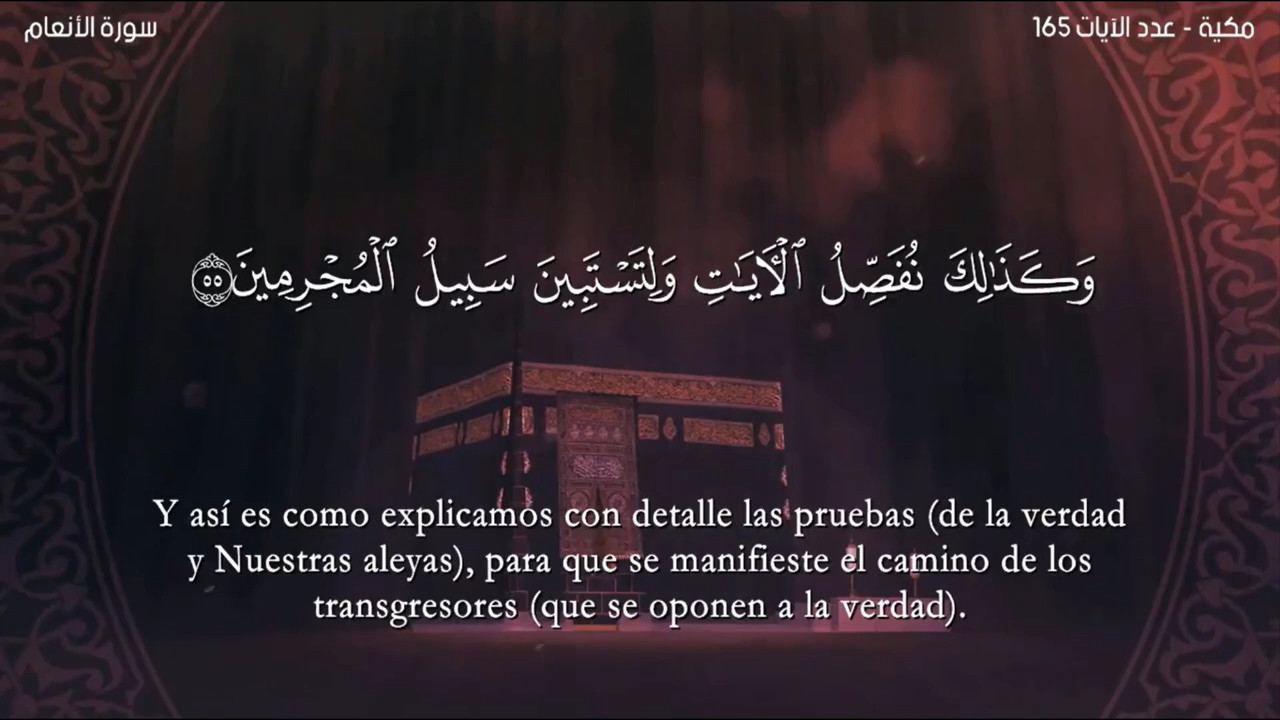 سورة الأنعام
مكية - عدد الآيات 165
وَكَذَٰلِكَ نُفَصِّلُ ٱلْأٓيَـٰتِ وَلِتَسْتَبِينَ سَبِيلُ ٱلْمُجْرِمِينَ ٥٥
Y así es como explicamos con detalle las pruebas (de la verdad
y Nuestras aleyas), para que se manifieste el camino de los
transgresores (que se oponen a la verdad).